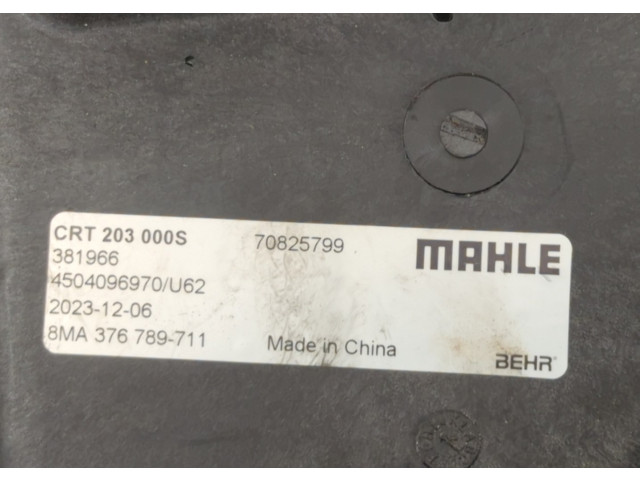 CRT 203 000S 70825799 MAHLE
381966
4504096970/U62
2023-12-06
8MA 376 789-711 Made in China BEHR